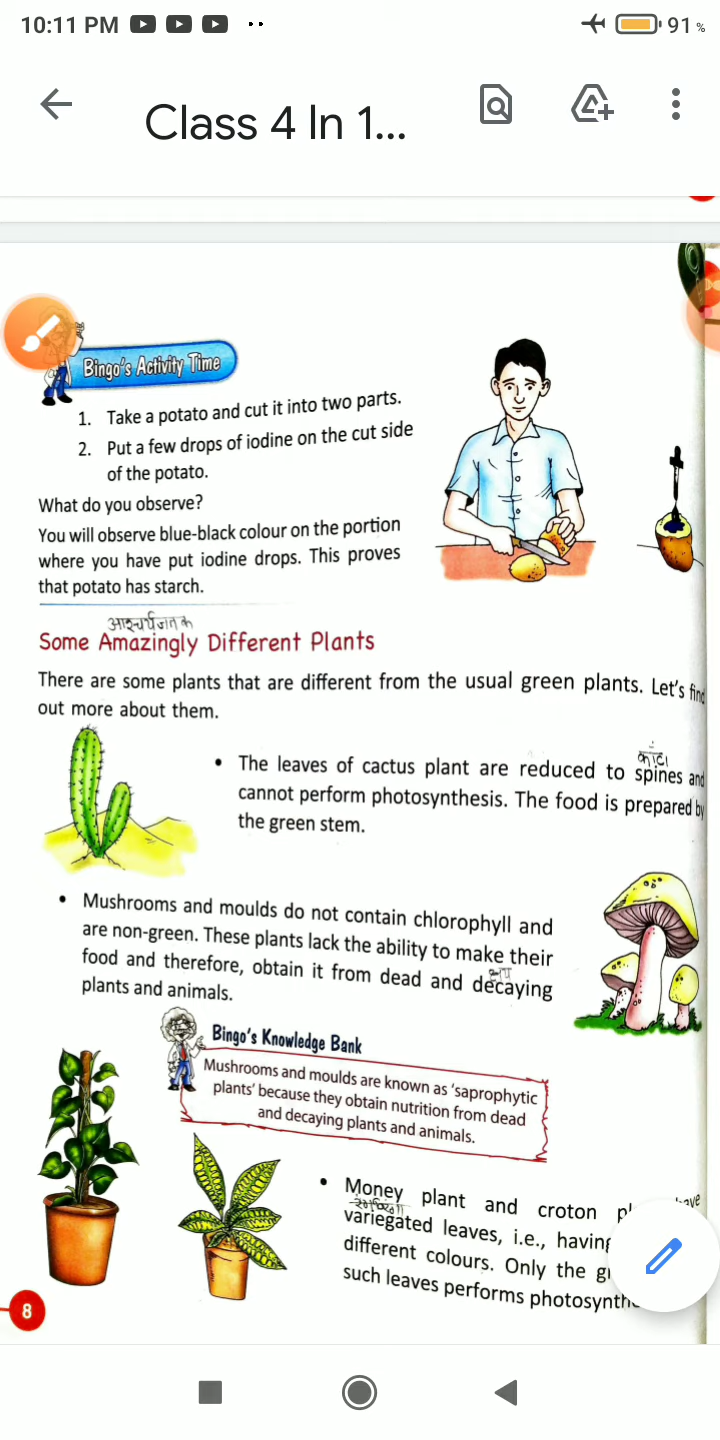 10:11 PM
91%
Class 4 In 1...
Bingo's Activity Time
1. Take a potato and cut it into two parts.
2. Put a few drops of iodine on the cut side
of the potato.
What do you observe?
You will observe blue-black colour on the portion
where you have put iodine drops. This proves
that potato has starch.
आश्चर्यजनक
Some Amazingly Different Plants
There are some plants that are different from the usual green plants. Let's find
out more about them.
कांटा
• The leaves of cactus plant are reduced to spines and
cannot perform photosynthesis. The food is prepared by
the green stem.
• Mushrooms and moulds do not contain chlorophyll and
are non-green. These plants lack the ability to make their
food and therefore, obtain it from dead and decaying
plants and animals.
Bingo's Knowledge Bank
Mushrooms and moulds are known as 'saprophytic
plants' because they obtain nutrition from dead
and decaying plants and animals.
• Money plant and croton
variegated leaves, i.e., having
different colours. Only the
such leaves performs
8